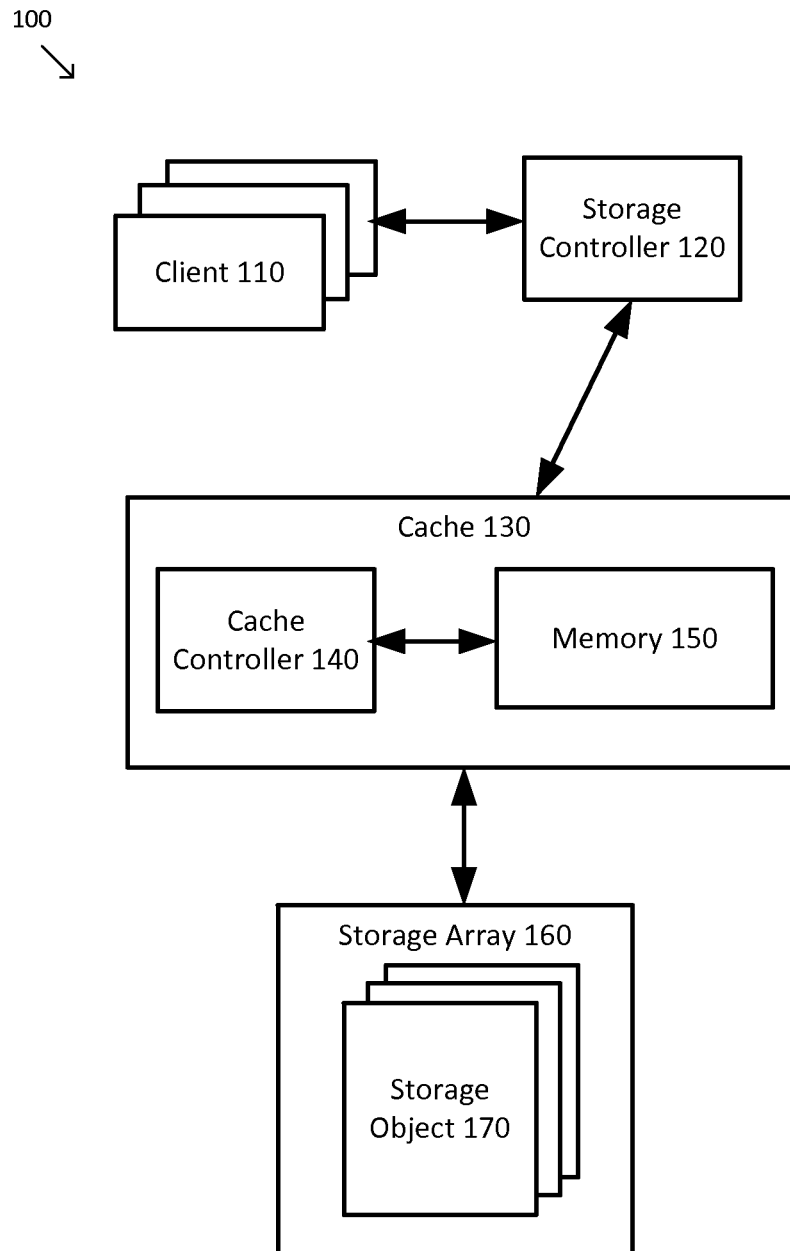 100
Client 110
Storage
Controller 120
Cache 130
Cache
Controller 140
Memory 150
Storage Array 160
Storage
Object 170